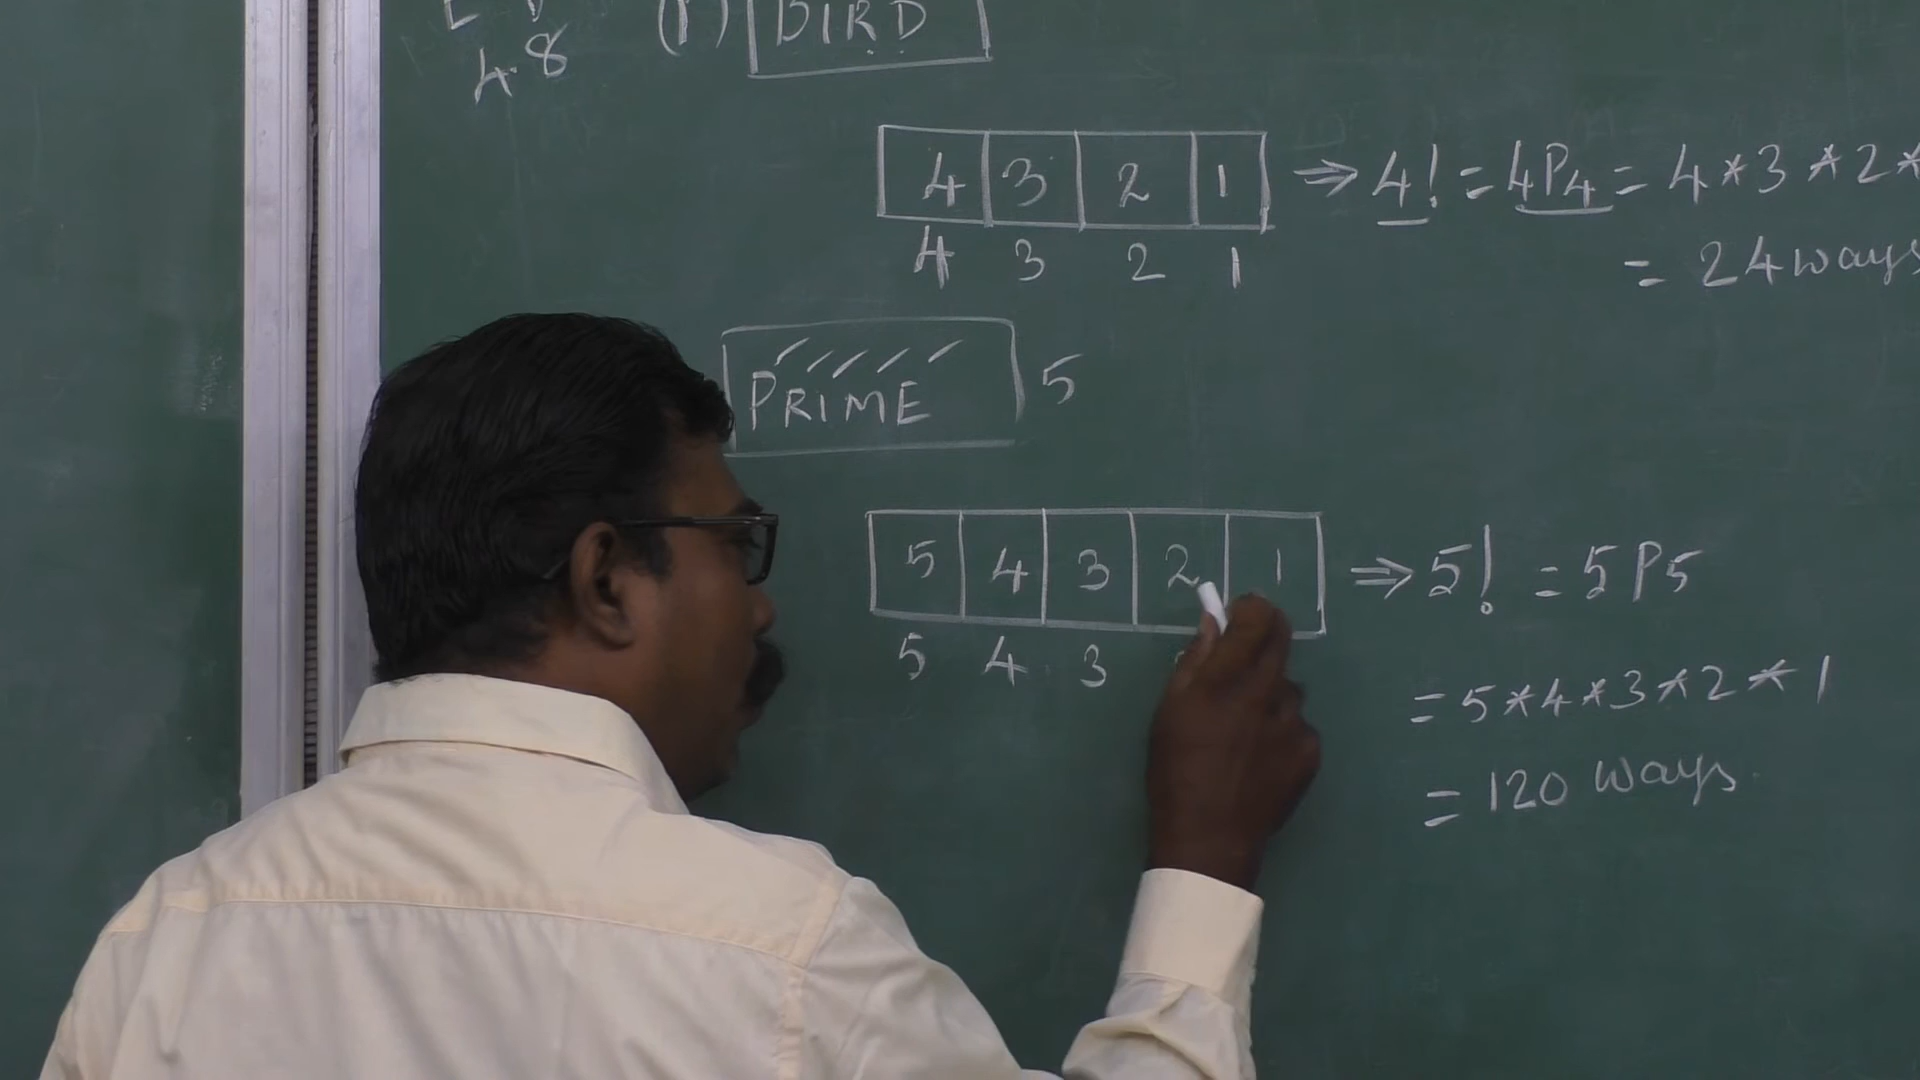 4.8
(1) BIRD
4 3 2 1 ⇒ 4! = 4P4 = 4*3*2*
4 3 2 1
= 24 ways
PRIME 5
5 4 3 2 1 ⇒ 5! = 5P5
5 4 3
= 5*4*3*2*1
= 120 ways.